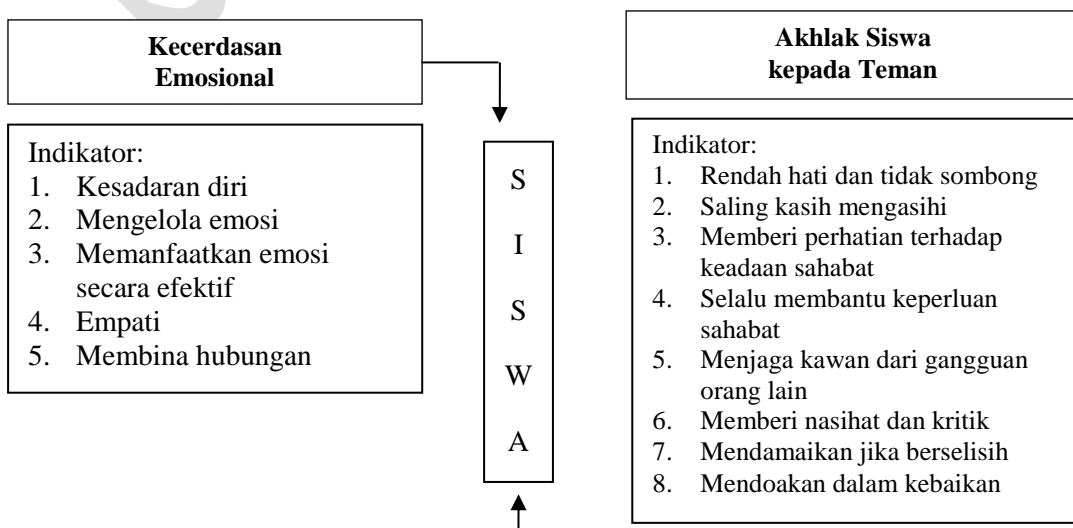 Kecerdasan
Emosional
Indikator:
1. Kesadaran diri
2. Mengelola emosi
3. Memanfaatkan emosi
secara efektif
4. Empati
5. Membina hubungan
S
I
S
W
A
Akhlak Siswa
kepada Teman
Indikator:
1. Rendah hati dan tidak sombong
2. Saling kasih mengasihi
3. Memberi perhatian terhadap
keadaan sahabat
4. Selalu membantu keperluan
sahabat
5. Menjaga kawan dari gangguan
orang lain
6. Memberi nasihat dan kritik
7. Mendamaikan jika berselisih
8. Mendoakan dalam kebaikan